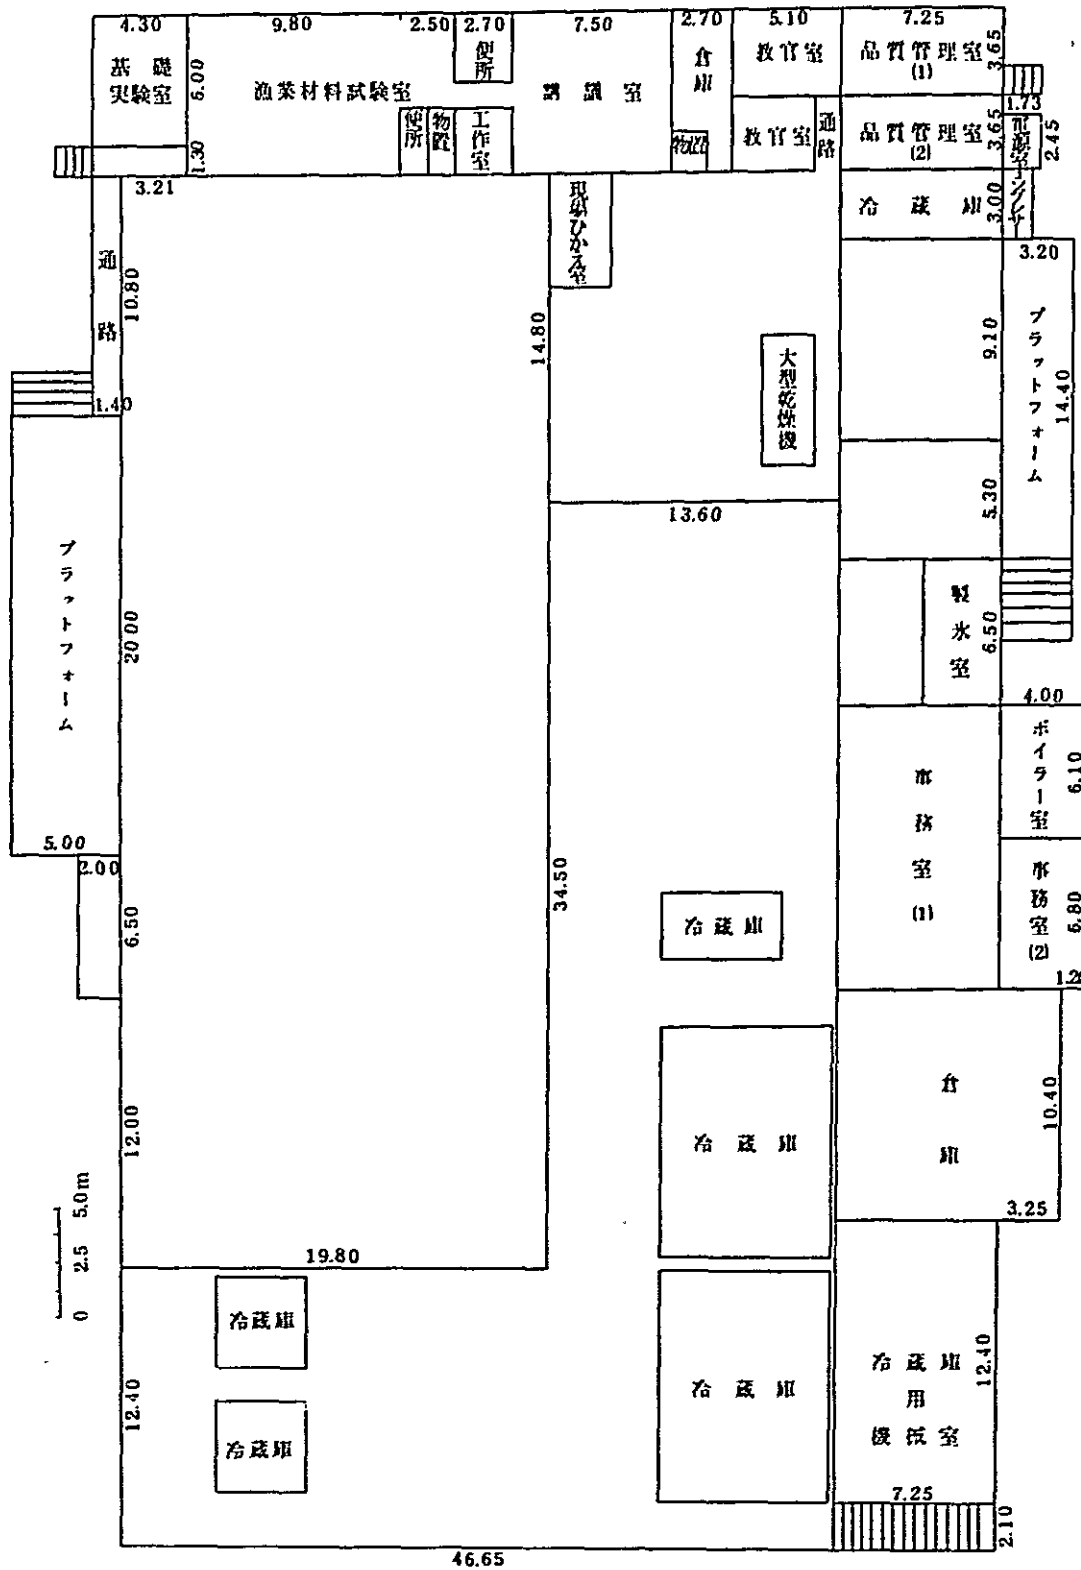 4.30
9.80
2.50
2.70
7.50
2.70
5.10
7.25
基礎
実験室
6.00
漁業材料試験室
便所
室
倉庫
教官室
品質管理室
(1)
3.65
便所
物置
工作室
物置
教官室
通路
品質管理室
(2)
3.65
1.73
電源室
2.45
1.30
3.21
現場ひかえ室
冷蔵庫
3.00
3.20
通路
10.80
1.40
14.80
大型乾燥機
9.10
プラットフォーム
14.40
5.30
13.60
プラットフォーム
20.00
製氷室
6.50
4.00
事務室
(1)
ボイラー室
6.10
5.00
2.00
6.50
34.50
冷蔵庫
事務室
(2)
6.80
12.00
冷蔵庫
倉庫
10.40
3.25
0 2.5 5.0m
19.80
冷蔵庫
冷蔵庫
冷蔵庫
用
機械室
12.40
12.40
冷蔵庫
7.25
2.10
46.65